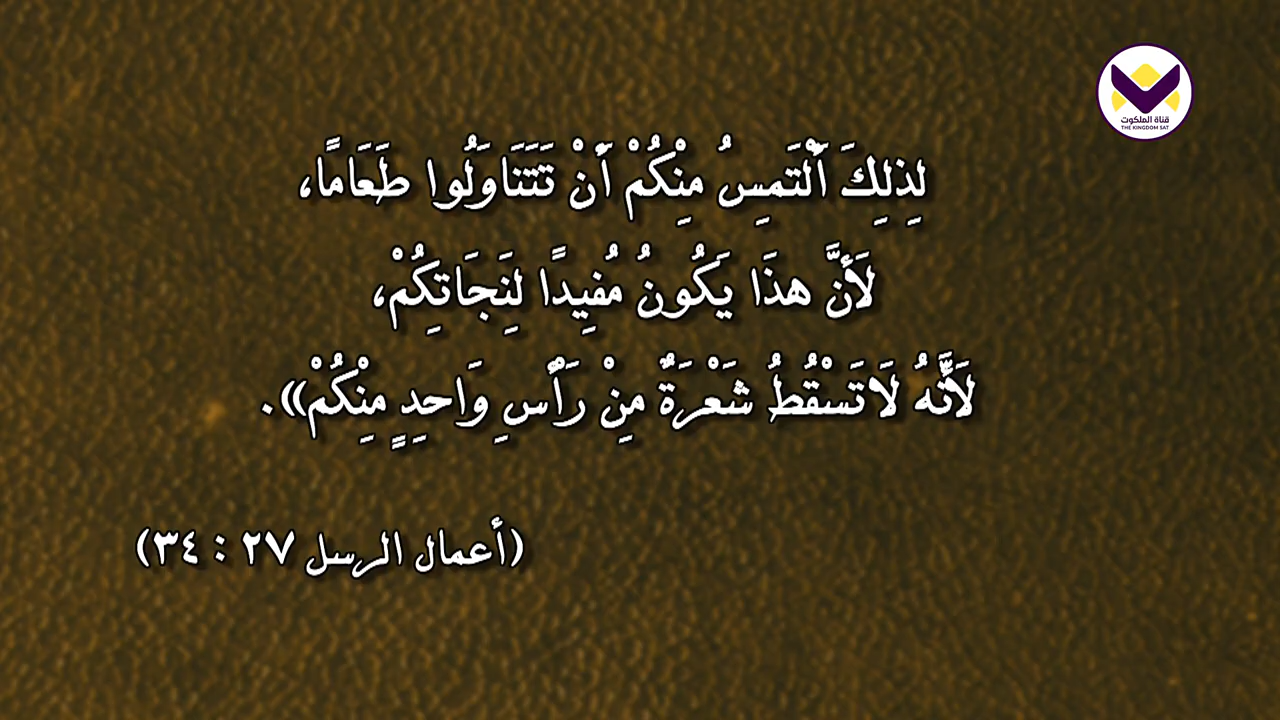 قناة الملكوت
THE KINGDOM SAT
لِذلِكَ أَلْتَمِسُ مِنْكُمْ أَنْ تَتَنَاوَلُوا طَعَامًا،
لأَنَّ هذَا يَكُونُ مُفِيدًا لِنَجَاتِكُمْ،
لأَنَّهُ لاَتَسْقُطُ شَعْرَةٌ مِنْ رَأْسِ وَاحِدٍ مِنْكُمْ».
(أعمال الرسل ٢٧ : ٣٤)